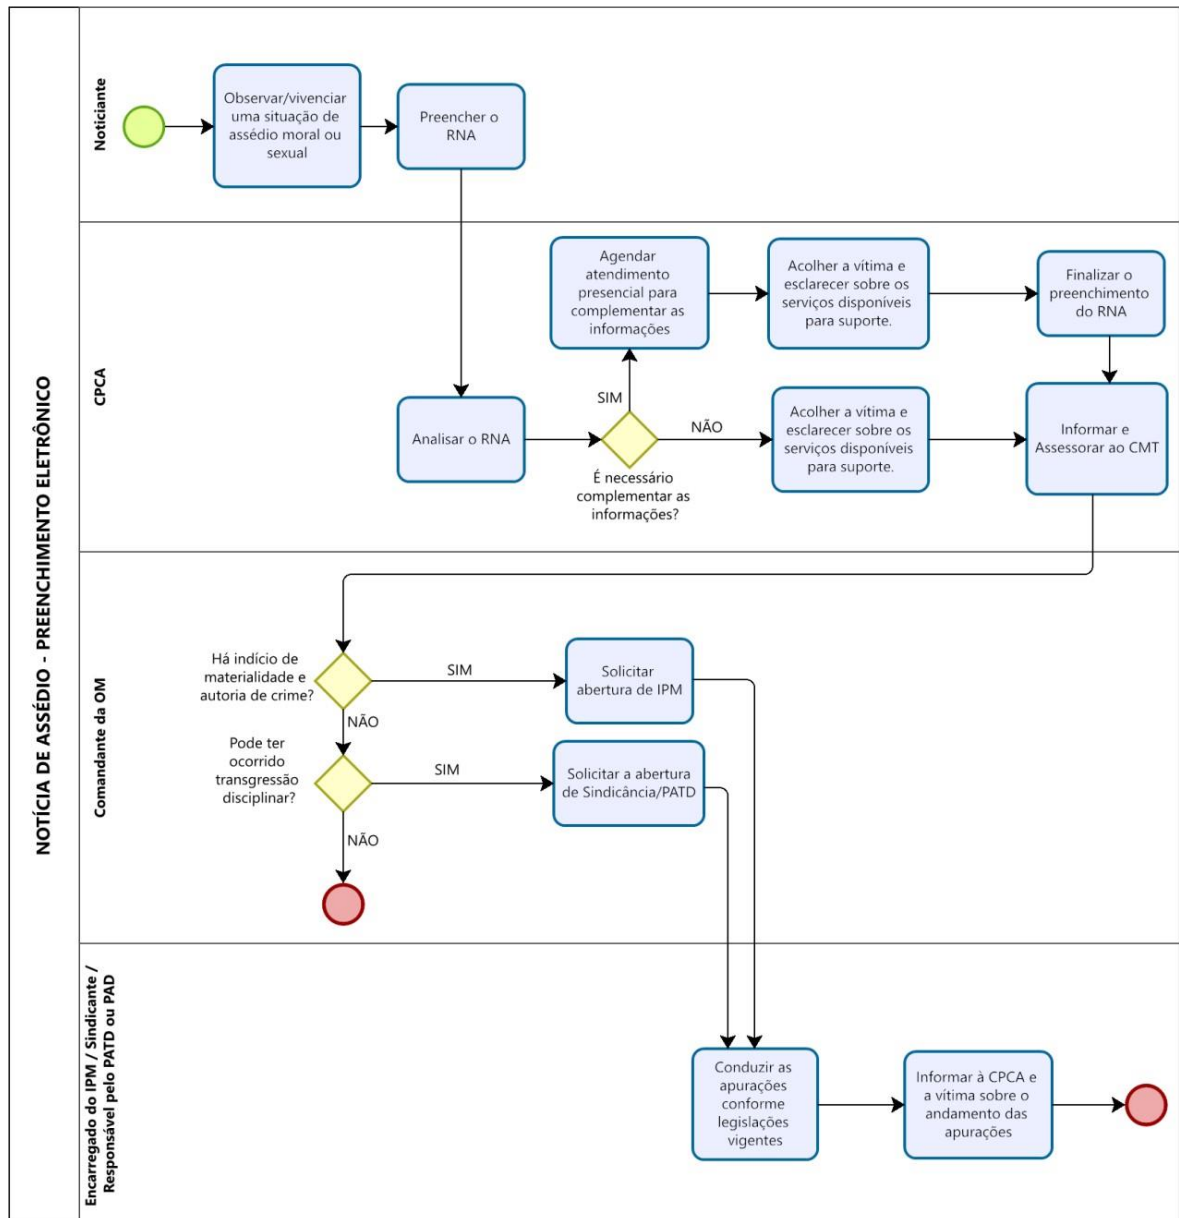 NOTÍCIA DE ASSÉDIO - PREENCHIMENTO ELETRÔNICO
Noticiante
Observar/vivenciar
uma situação de
assédio moral ou
sexual
Preencher o
RNA
CPCA
Analisar o RNA
É necessário
complementar as
informações?
SIM
Agendar
atendimento
presencial para
complementar as
informações
Acolher a vítima e
esclarecer sobre os
serviços disponíveis
para suporte.
Finalizar o
preenchimento
do RNA
NÃO
Acolher a vítima e
esclarecer sobre os
serviços disponíveis
para suporte.
Informar e
Assessorar ao CMT
Comandante da OM
Há indício de
materialidade e
autoria de crime?
SIM
Solicitar
abertura de IPM
NÃO
Pode ter
ocorrido
transgressão
disciplinar?
SIM
Solicitar a abertura
de Sindicância/PATD
NÃO
Encarregado do IPM / Sindicante /
Responsável pelo PATD ou PAD
Conduzir as
apurações
conforme
legislações
vigentes
Informar à CPCA e
a vítima sobre o
andamento das
apurações